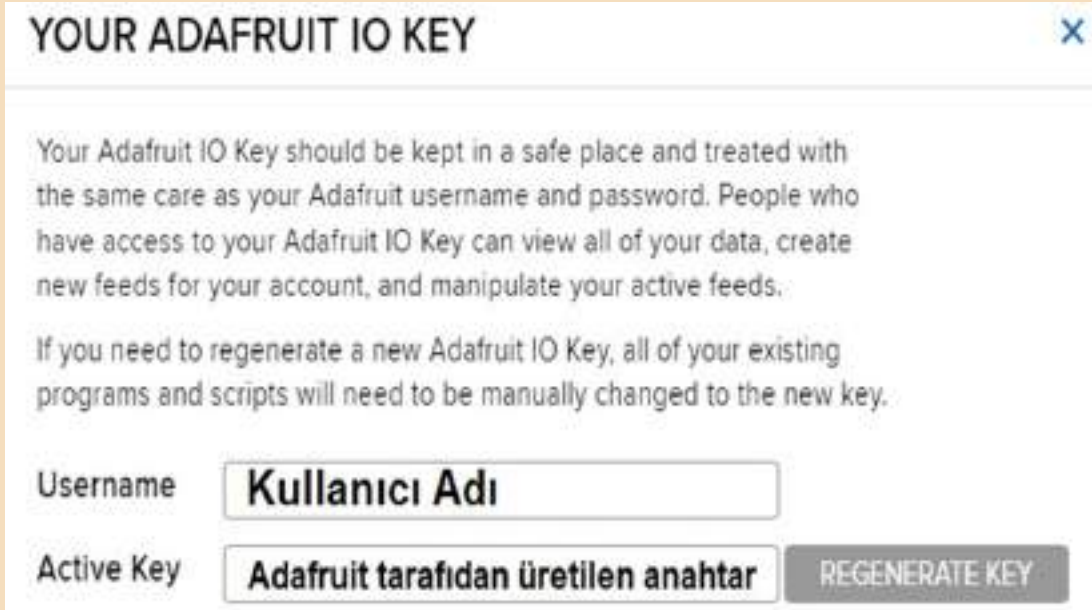 YOUR ADAFRUIT IO KEY
Your Adafruit IO Key should be kept in a safe place and treated with
the same care as your Adafruit username and password. People who
have access to your Adafruit IO Key can view all of your data, create
new feeds for your account, and manipulate your active feeds.
If you need to regenerate a new Adafruit IO Key, all of your existing
programs and scripts will need to be manually changed to the new key.
Username Kullanıcı Adı
Active Key Adafruit tarafıdan üretilen anahtar REGENERATE KEY